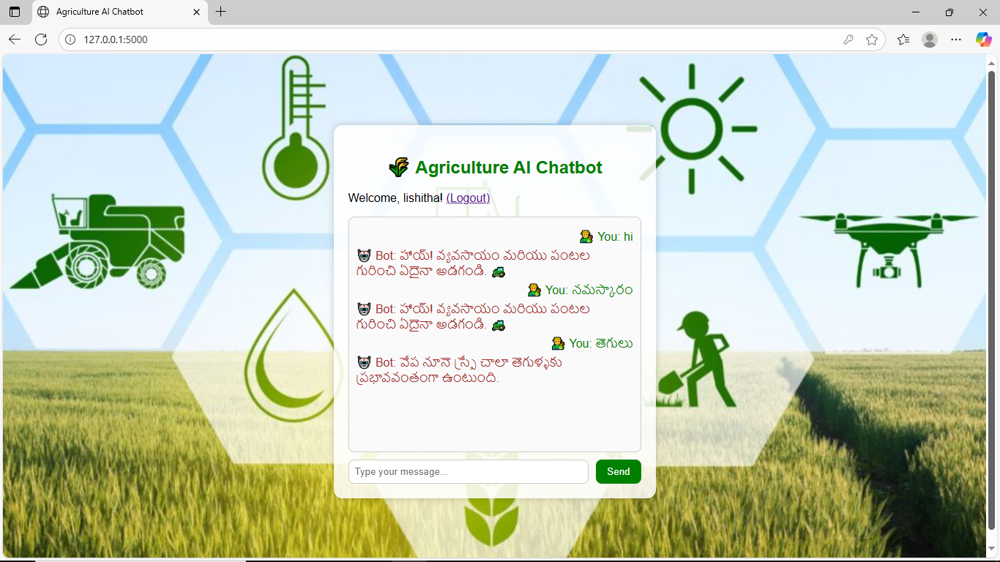 Agriculture AI Chatbot
127.0.0.1:5000
🌾 Agriculture AI Chatbot
Welcome, lishitha! (Logout)
🧑‍🌾 You: hi
🤖 Bot: హాయ్! వ్యవసాయం మరియు పంటల
గురించి ఏదైనా అడగండి. 🚜
🧑‍🌾 You: నమస్కారం
🤖 Bot: హాయ్! వ్యవసాయం మరియు పంటల
గురించి ఏదైనా అడగండి. 🚜
🧑‍🌾 You: తెగులు
🤖 Bot: వేప నూనె స్ప్రే చాలా తెగుళ్ళకు
ప్రభావవంతంగా ఉంటుంది.
Type your message...
Send